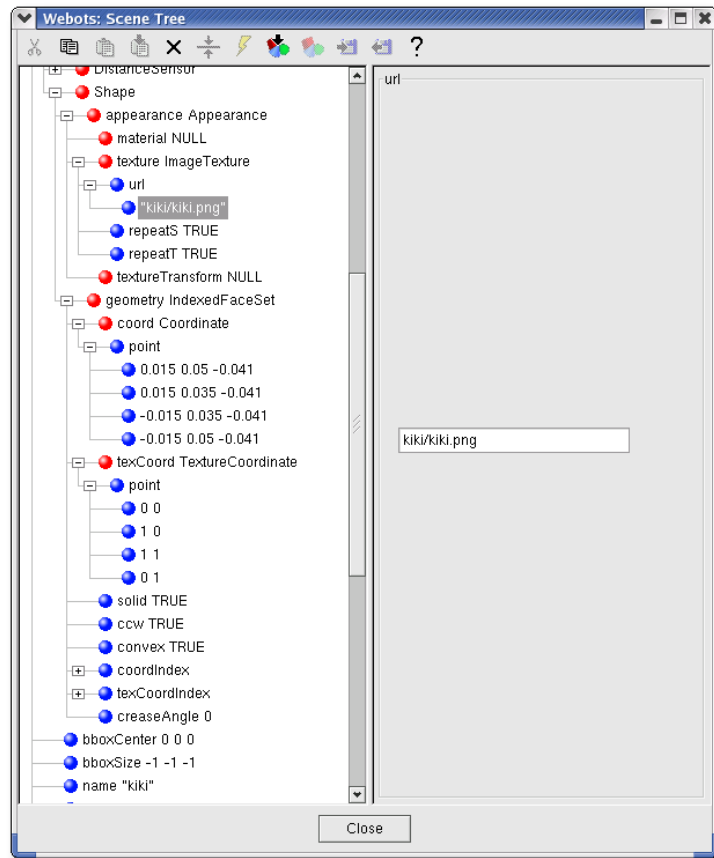 Webots: Scene Tree
?
DistanceSensor
url
Shape
appearance Appearance
material NULL
texture ImageTexture
url
"kiki/kiki.png"
repeatS TRUE
repeatT TRUE
textureTransform NULL
geometry IndexedFaceSet
coord Coordinate
point
0.015 0.05 -0.041
0.015 0.035 -0.041
-0.015 0.035 -0.041
-0.015 0.05 -0.041
kiki/kiki.png
texCoord TextureCoordinate
point
0 0
1 0
1 1
0 1
solid TRUE
ccw TRUE
convex TRUE
coordIndex
texCoordIndex
creaseAngle 0
bboxCenter 0 0 0
bboxSize -1 -1 -1
name "kiki"
Close